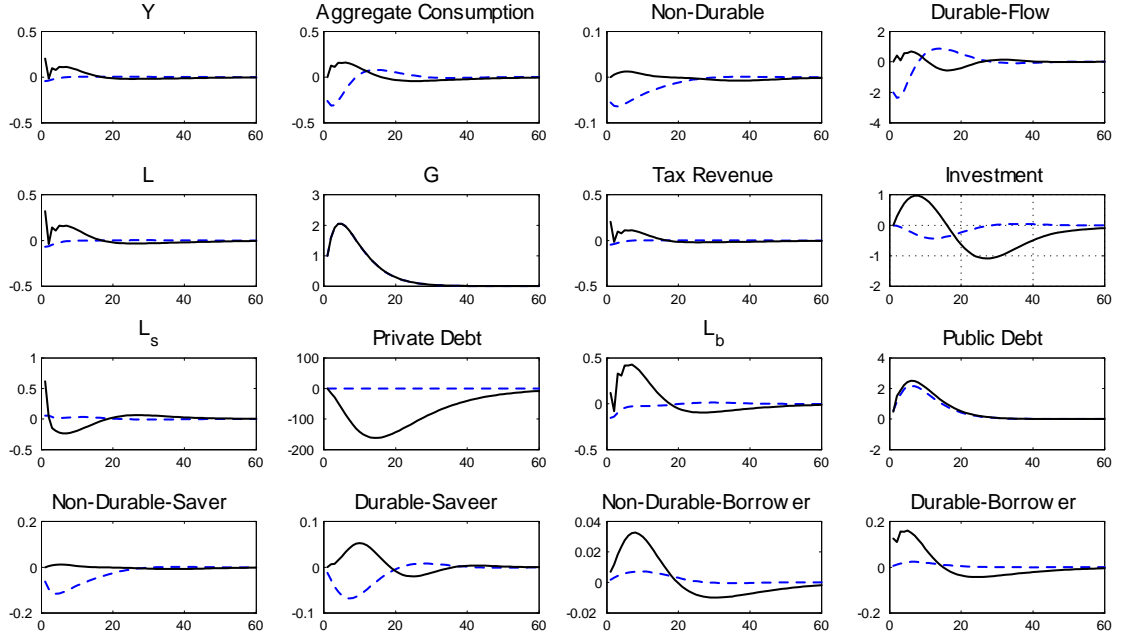 Y
Aggregate Consumption
Non-Durable
Durable-Flow
0.5
0
-0.5
0 20 40 60
0.5
0
-0.5
0 20 40 60
0.1
0
-0.1
0 20 40 60
2
0
-2
-4
0 20 40 60
L
G
Tax Revenue
Investment
0.5
0
-0.5
0 20 40 60
3
2
1
0
0 20 40 60
0.5
0
-0.5
0 20 40 60
1
0
-1
-2
0 20 40 60
L_s
Private Debt
L_b
Public Debt
1
0.5
0
-0.5
0 20 40 60
100
0
-100
-200
0 20 40 60
0.5
0
-0.5
0 20 40 60
4
2
0
-2
0 20 40 60
Non-Durable-Saver
Durable-Saveer
Non-Durable-Borrower
Durable-Borrower
0.2
0
-0.2
0 20 40 60
0.1
0
-0.1
0 20 40 60
0.04
0.02
0
-0.02
0 20 40 60
0.2
0
-0.2
0 20 40 60